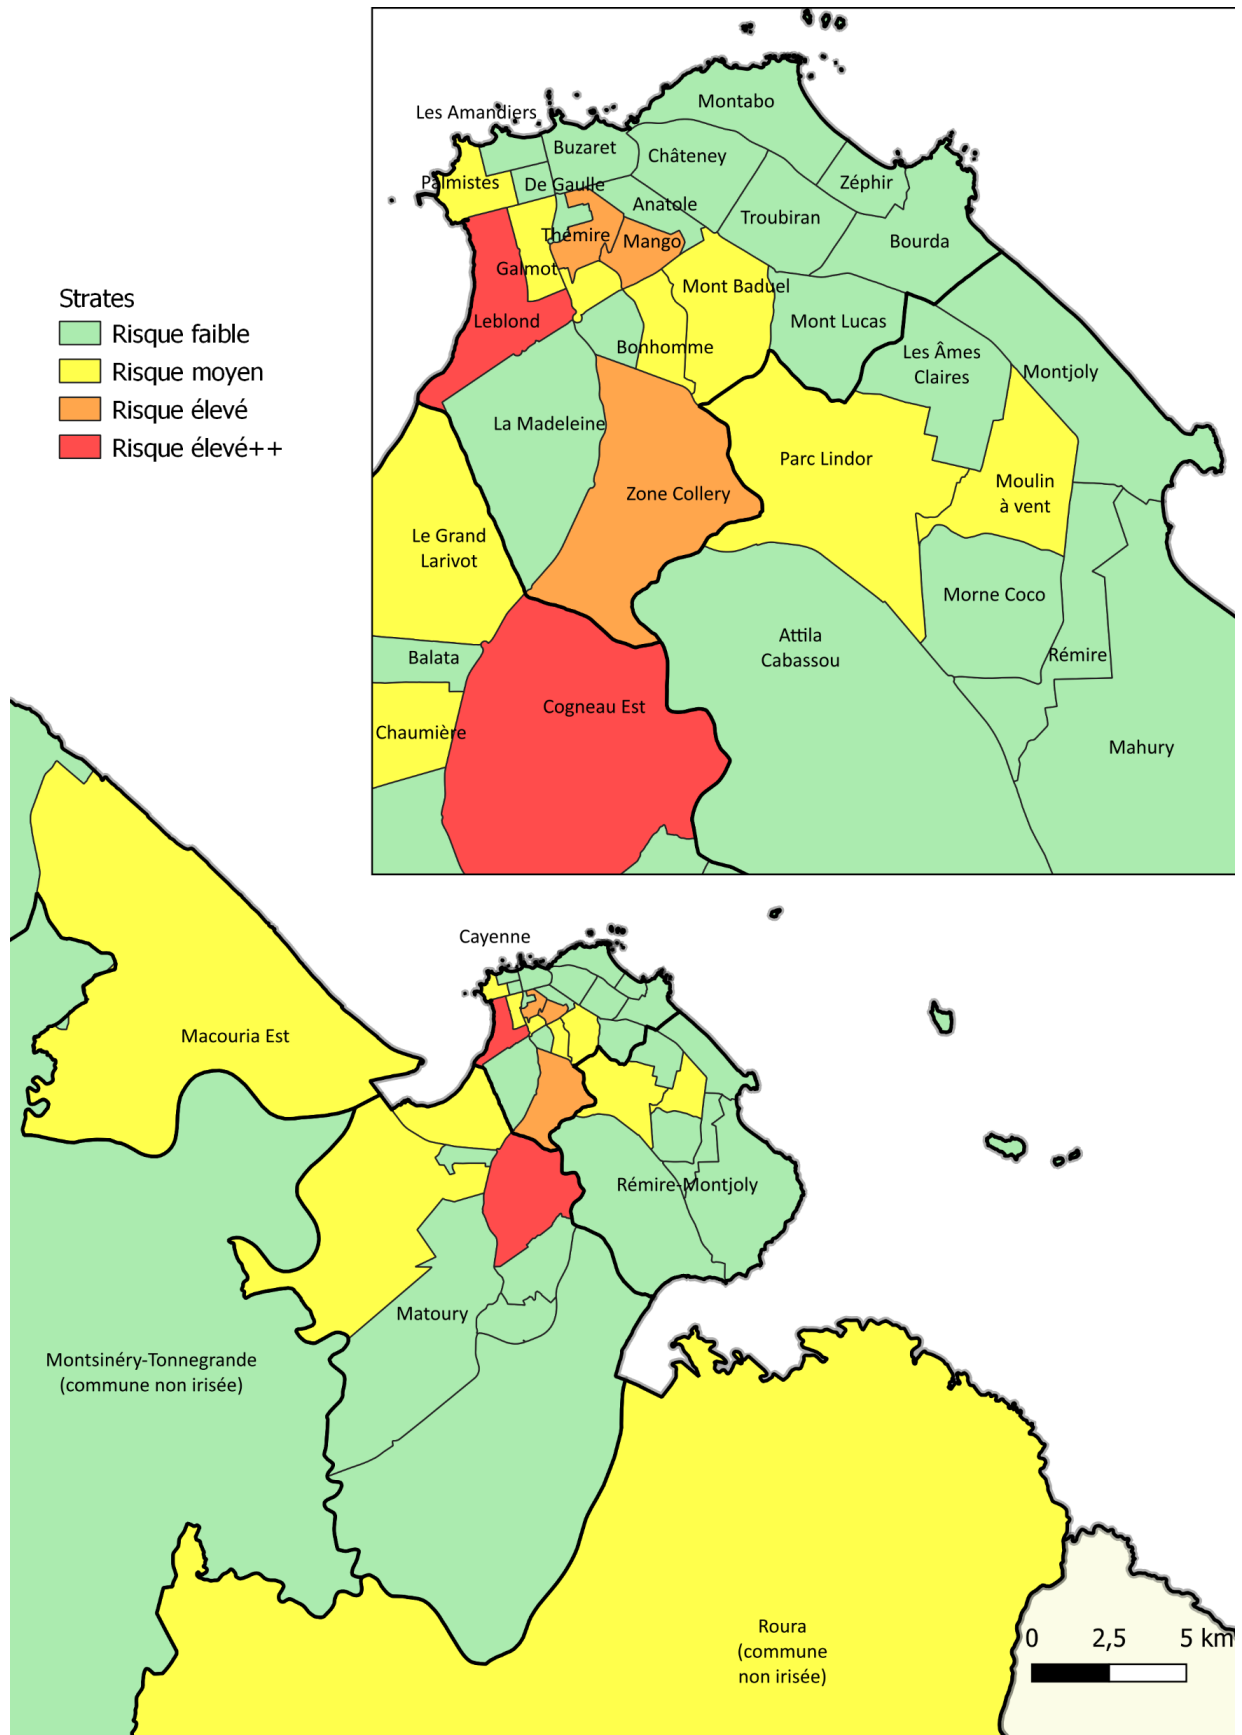 Les Amandiers
Montabo
Buzaret
Châteney
Palmistes
De Gaulle
Zéphir
Anatole
Troubiran
Thémire
Mango
Bourda
Galmot
Mont Baduel
Leblond
Mont Lucas
Bonhomme
Les Âmes
Claires
Montjoly
La Madeleine
Parc Lindor
Zone Collery
Moulin
à vent
Le Grand
Larivot
Morne Coco
Attila
Cabassou
Balata
Rémire
Cogneau Est
Chaumière
Mahury
Strates
Risque faible
Risque moyen
Risque élevé
Risque élevé++
Cayenne
Macouria Est
Rémire-Montjoly
Matoury
Montsinéry-Tonnegrande
(commune non irisée)
Roura
(commune
non irisée)
0 2,5 5 km